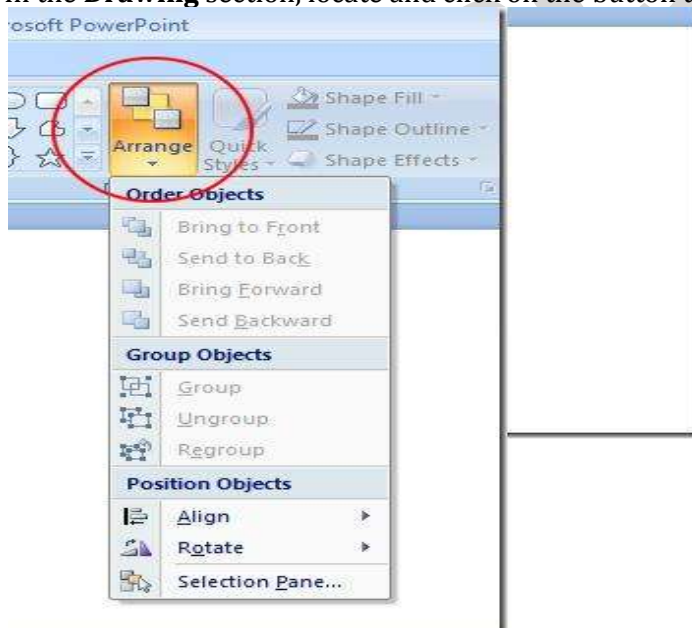 in the Drawing section, locate and click on the button
osoft PowerPoint
Shape Fill
Arrange
Quick Styles
Shape Outline
Shape Effects
Order Objects
Bring to Front
Send to Back
Bring Forward
Send Backward
Group Objects
Group
Ungroup
Regroup
Position Objects
Align
Rotate
Selection Pane...